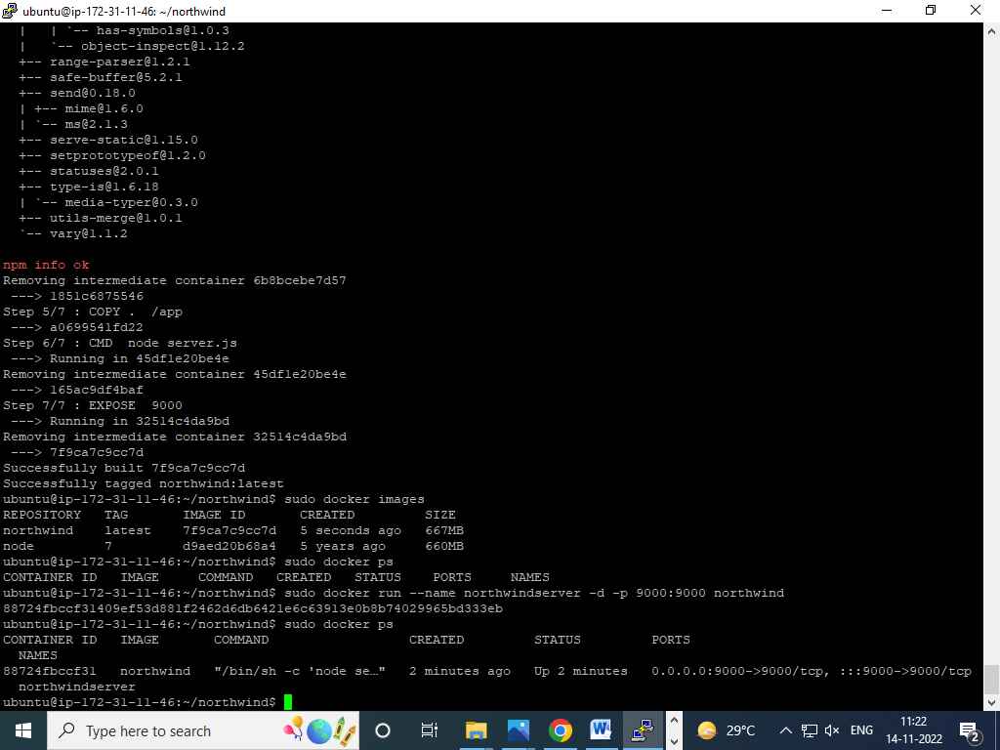 ubuntu@ip-172-31-11-46: ~/northwind
|   | `-- has-symbols@1.0.3
|   `-- object-inspect@1.12.2
+-- range-parser@1.2.1
+-- safe-buffer@5.2.1
+-- send@0.18.0
| +-- mime@1.6.0
| `-- ms@2.1.3
+-- serve-static@1.15.0
+-- setprototypeof@1.2.0
+-- statuses@2.0.1
+-- type-is@1.6.18
| `-- media-typer@0.3.0
+-- utils-merge@1.0.1
`-- vary@1.1.2
npm info ok
Removing intermediate container 6b8bcebe7d57
---> 1851c6875546
Step 5/7 : COPY .  /app
---> a0699541fd22
Step 6/7 : CMD  node server.js
---> Running in 45df1e20be4e
Removing intermediate container 45df1e20be4e
---> 165ac9df4baf
Step 7/7 : EXPOSE  9000
---> Running in 32514c4da9bd
Removing intermediate container 32514c4da9bd
---> 7f9ca7c9cc7d
Successfully built 7f9ca7c9cc7d
Successfully tagged northwind:latest
ubuntu@ip-172-31-11-46:~/northwind$ sudo docker images
REPOSITORY   TAG       IMAGE ID       CREATED         SIZE
northwind    latest    7f9ca7c9cc7d   5 seconds ago   667MB
node         7         d9aed20b68a4   5 years ago     660MB
ubuntu@ip-172-31-11-46:~/northwind$ sudo docker ps
CONTAINER ID   IMAGE     COMMAND   CREATED   STATUS    PORTS     NAMES
ubuntu@ip-172-31-11-46:~/northwind$ sudo docker run --name northwindserver -d -p 9000:9000 northwind
88724fbccf31409ef53d881f2462d6db6421e6c63913e0b8b74029965bd333eb
ubuntu@ip-172-31-11-46:~/northwind$ sudo docker ps
CONTAINER ID   IMAGE       COMMAND                  CREATED         STATUS         PORTS
NAMES
88724fbccf31   northwind   "/bin/sh -c 'node se…"   2 minutes ago   Up 2 minutes   0.0.0.0:9000->9000/tcp, :::9000->9000/tcp
northwindserver
ubuntu@ip-172-31-11-46:~/northwind$
Type here to search
29°C
ENG
11:22
14-11-2022
2